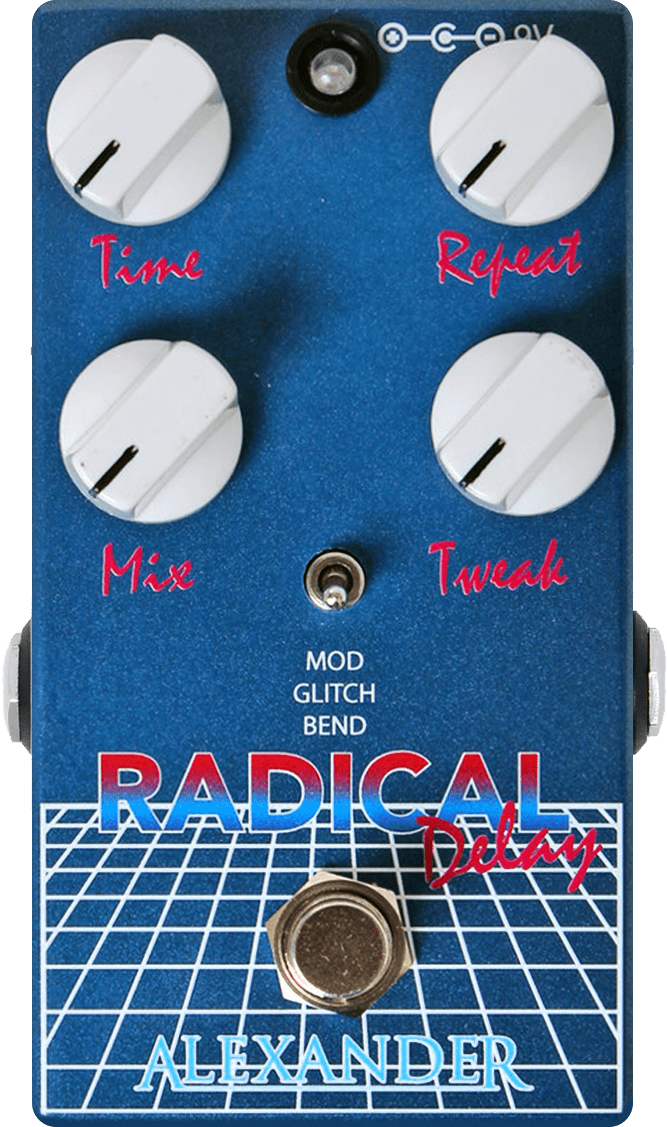 9V
Time
Repeat
Mix
Tweak
MOD
GLITCH
BEND
RADICAL
Delay
ALEXANDER